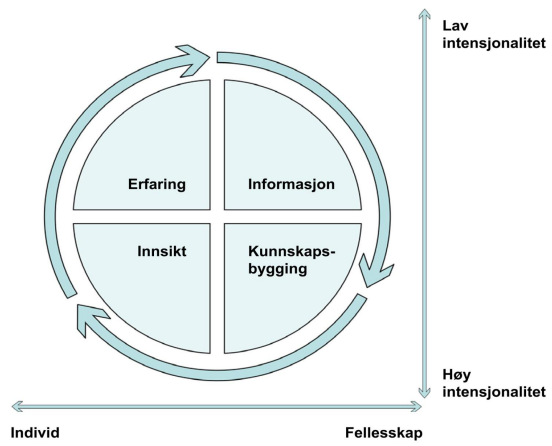 Lav
intensjonalitet
Erfaring
Informasjon
Innsikt
Kunnskaps-
bygging
Høy
intensjonalitet
Individ
Fellesskap